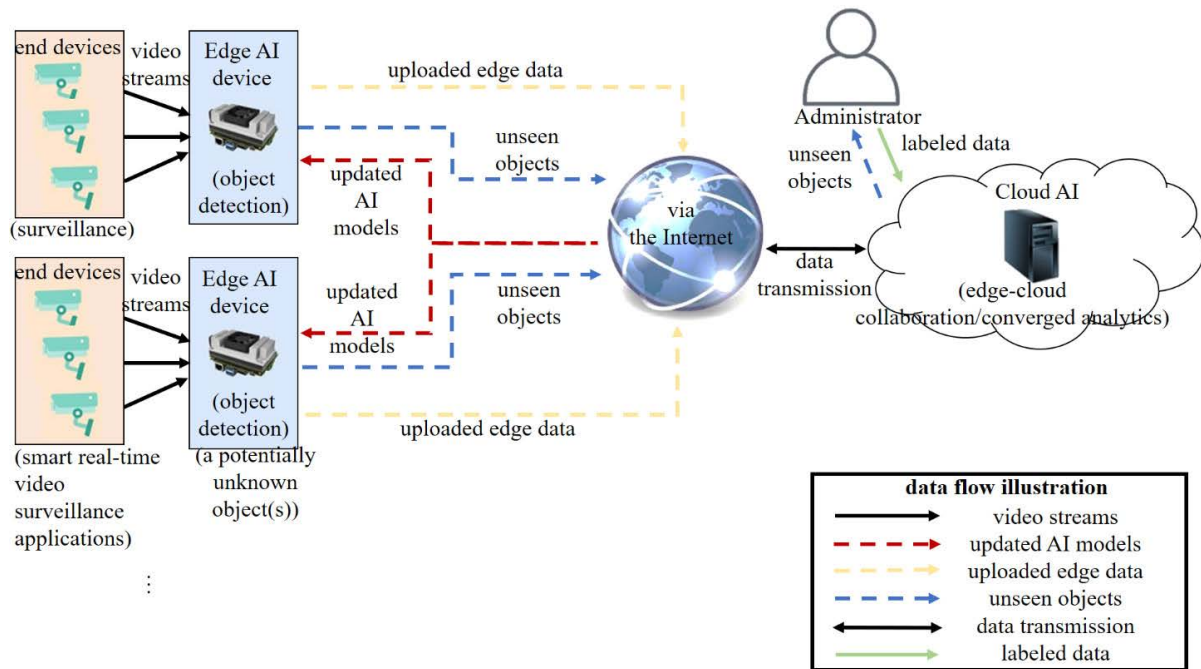 end devices
(surveillance)
video
streams
Edge AI
device
(object
detection)
uploaded edge data
unseen
objects
updated
AI
models
end devices
(smart real-time
video
surveillance
applications)
⋮
video
streams
Edge AI
device
(object
detection)
(a potentially
unknown
object(s))
updated
AI
models
unseen
objects
uploaded edge data
via
the Internet
data
transmission
Administrator
unseen
objects
labeled data
Cloud AI
(edge-cloud
collaboration/converged analytics)
data flow illustration
video streams
updated AI models
uploaded edge data
unseen objects
data transmission
labeled data